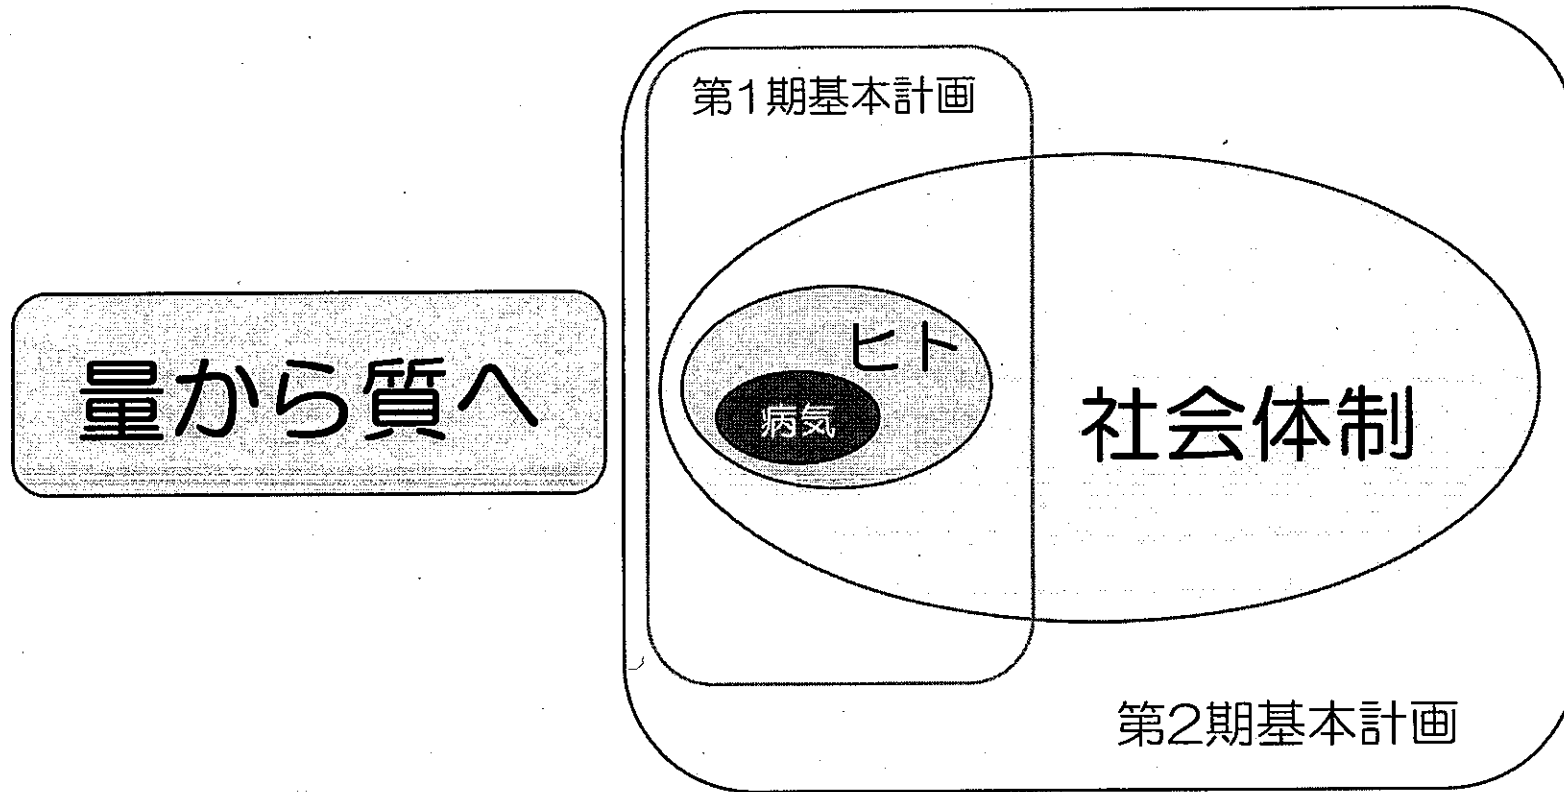 第1期基本計画
量から質へ
ヒト
病気
社会体制
第2期基本計画